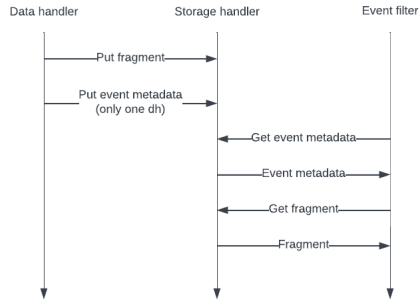 Data handler
Storage handler
Event filter
Put fragment
Put event metadata
(only one dh)
Get event metadata
Event metadata
Get fragment
Fragment